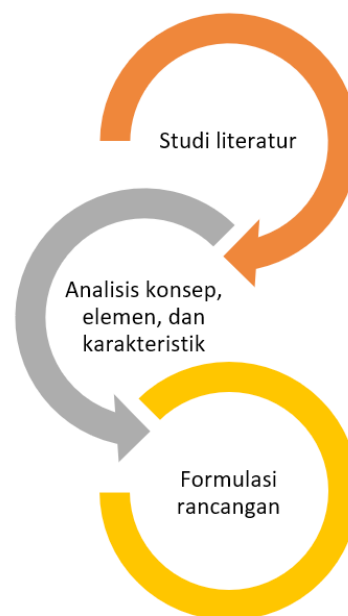 Studi literatur
Analisis konsep,
elemen, dan
karakteristik
Formulasi
rancangan